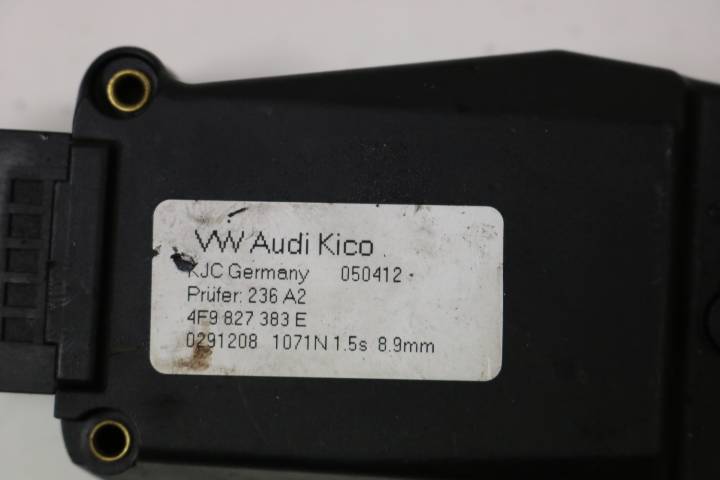 VW Audi Kico
KJC Germany 050412
Prüfer: 236 A2
4F9 827 383 E
0291208 1071N 1.5s 8.9mm